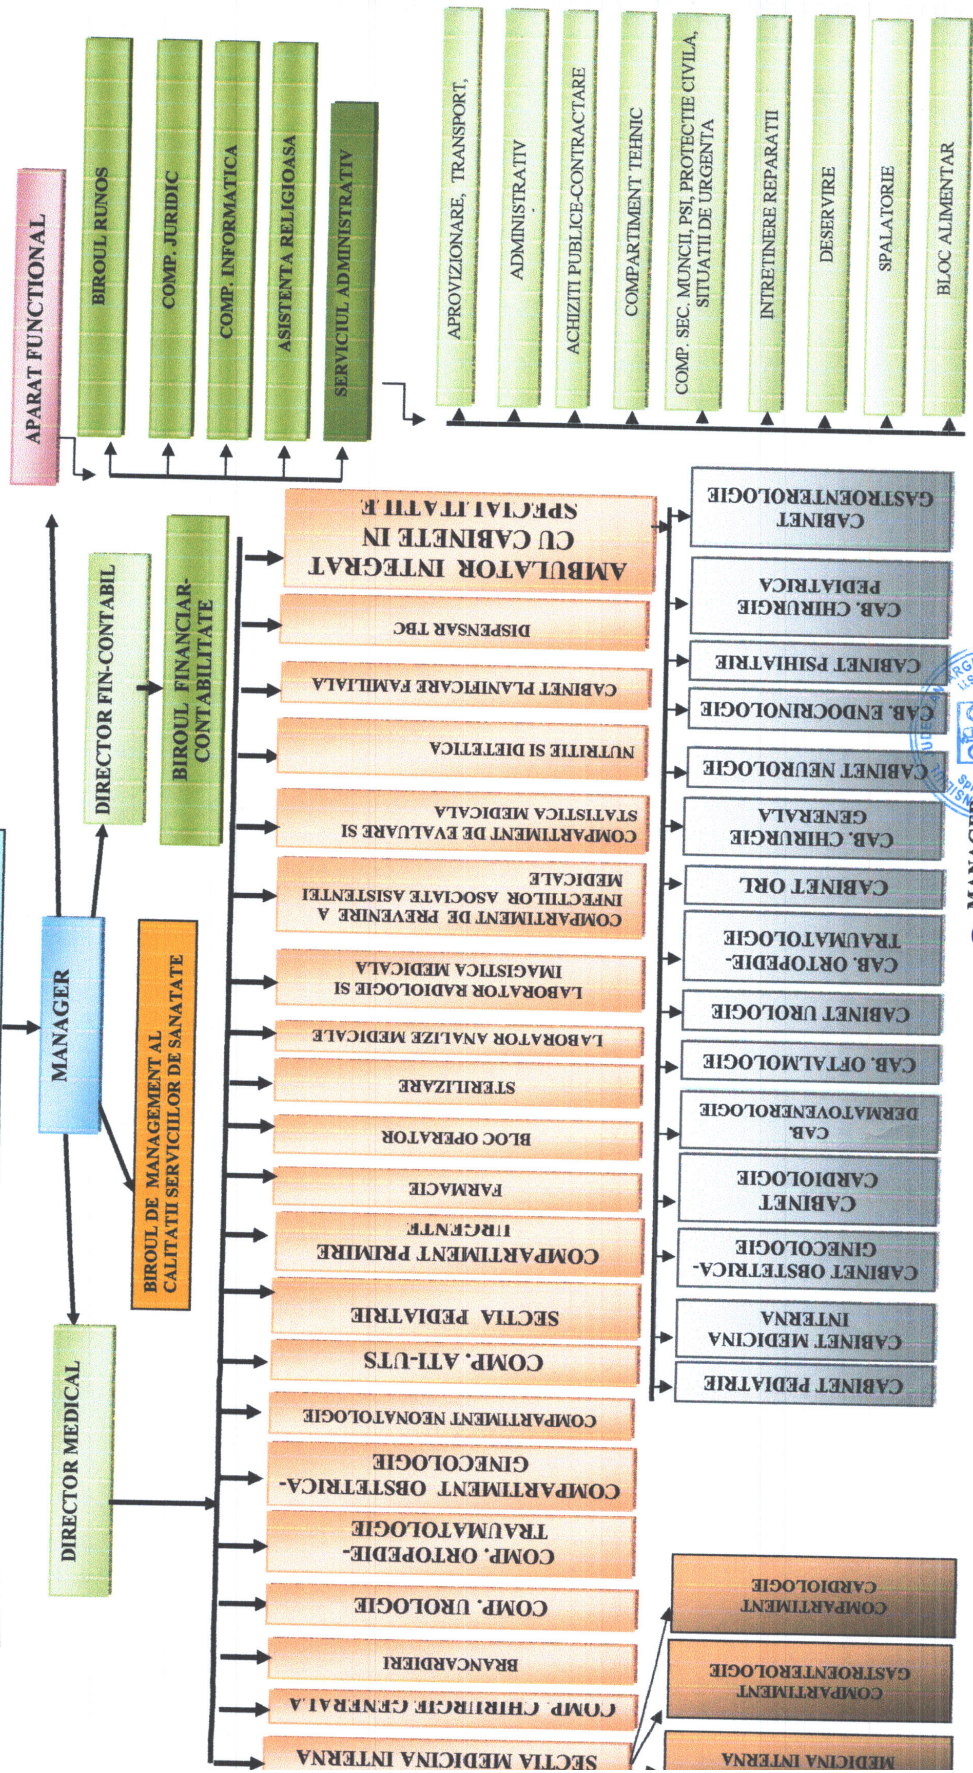 MANAGER
APARAT FUNCTIONAL
DIRECTOR FIN-CONTABIL
BIROUL FINANCIAR-
CONTABILITATE
BIROUL DE MANAGEMENT AL
CALITATII SERVICIILOR DE SANATATE
DIRECTOR MEDICAL
BIROUL RUNOS
COMP. JURIDIC
COMP. INFORMATICA
ASISTENTA RELIGIOASA
SERVICIUL ADMINISTRATIV
APROVIZIONARE, TRANSPORT,
ADMINISTRATIV
ACHIZITI PUBLICE-CONTRACTARE
COMPARTIMENT TEHNIC
COMP. SEC. MUNCII, PSI, PROTECTIE CIVILA,
SITUATII DE URGENTA
INTRETINERE REPARATII
DESERVIRE
SPALATORIE
BLOC ALIMENTAR
SECTIA MEDICINA INTERNA
COMP. CHIRURGIE GENERALA
BRANCARDIERI
COMP. UROLOGIE
COMP. ORTOPEDIE-
TRAUMATOLOGIE
COMPARTIMENT OBSTETRICA-
GINECOLOGIE
COMPARTIMENT NEONATOLOGIE
COMP. ATI-UTS
SECTIA PEDIATRIE
COMPARTIMENT PRIMIRE
URGENTE
FARMACIE
BLOC OPERATOR
STERILIZARE
LABORATOR ANALIZE MEDICALE
LABORATOR RADIOLOGIE SI
IMAGISTICA MEDICALA
COMPARTIMENT DE PREVENIRE A
INFECTIILOR ASOCIATE ASISTENTEI
MEDICALE
COMPARTIMENT DE EVALUARE SI
STATISTICA MEDICALA
NUTRITIE SI DIETETICA
CABINET PLANIFICARE FAMILIALA
DISPENSAR TBC
AMBULATOR INTEGRAT
CU CABINETE IN
SPECIALITATILE
MEDICINA INTERNA
COMPARTIMENT
GASTROENTEROLOGIE
COMPARTIMENT
CARDIOLOGIE
CABINET PEDIATRIE
CABINET MEDICINA
INTERNA
CABINET OBSTETRICA-
GINECOLOGIE
CABINET
CARDIOLOGIE
CAB.
DERMATOVENEROLOGIE
CAB. OFTALMOLOGIE
CABINET UROLOGIE
CAB. ORTOPEDIE-
TRAUMATOLOGIE
CABINET ORL
CAB. CHIRURGIE
GENERALA
CABINET NEUROLOGIE
CAB. ENDOCRINOLOGIE
CABINET PSIHIATRIE
CAB. CHIRURGIE
PEDIATRICA
CABINET
GASTROENTEROLOGIE
MANAGER